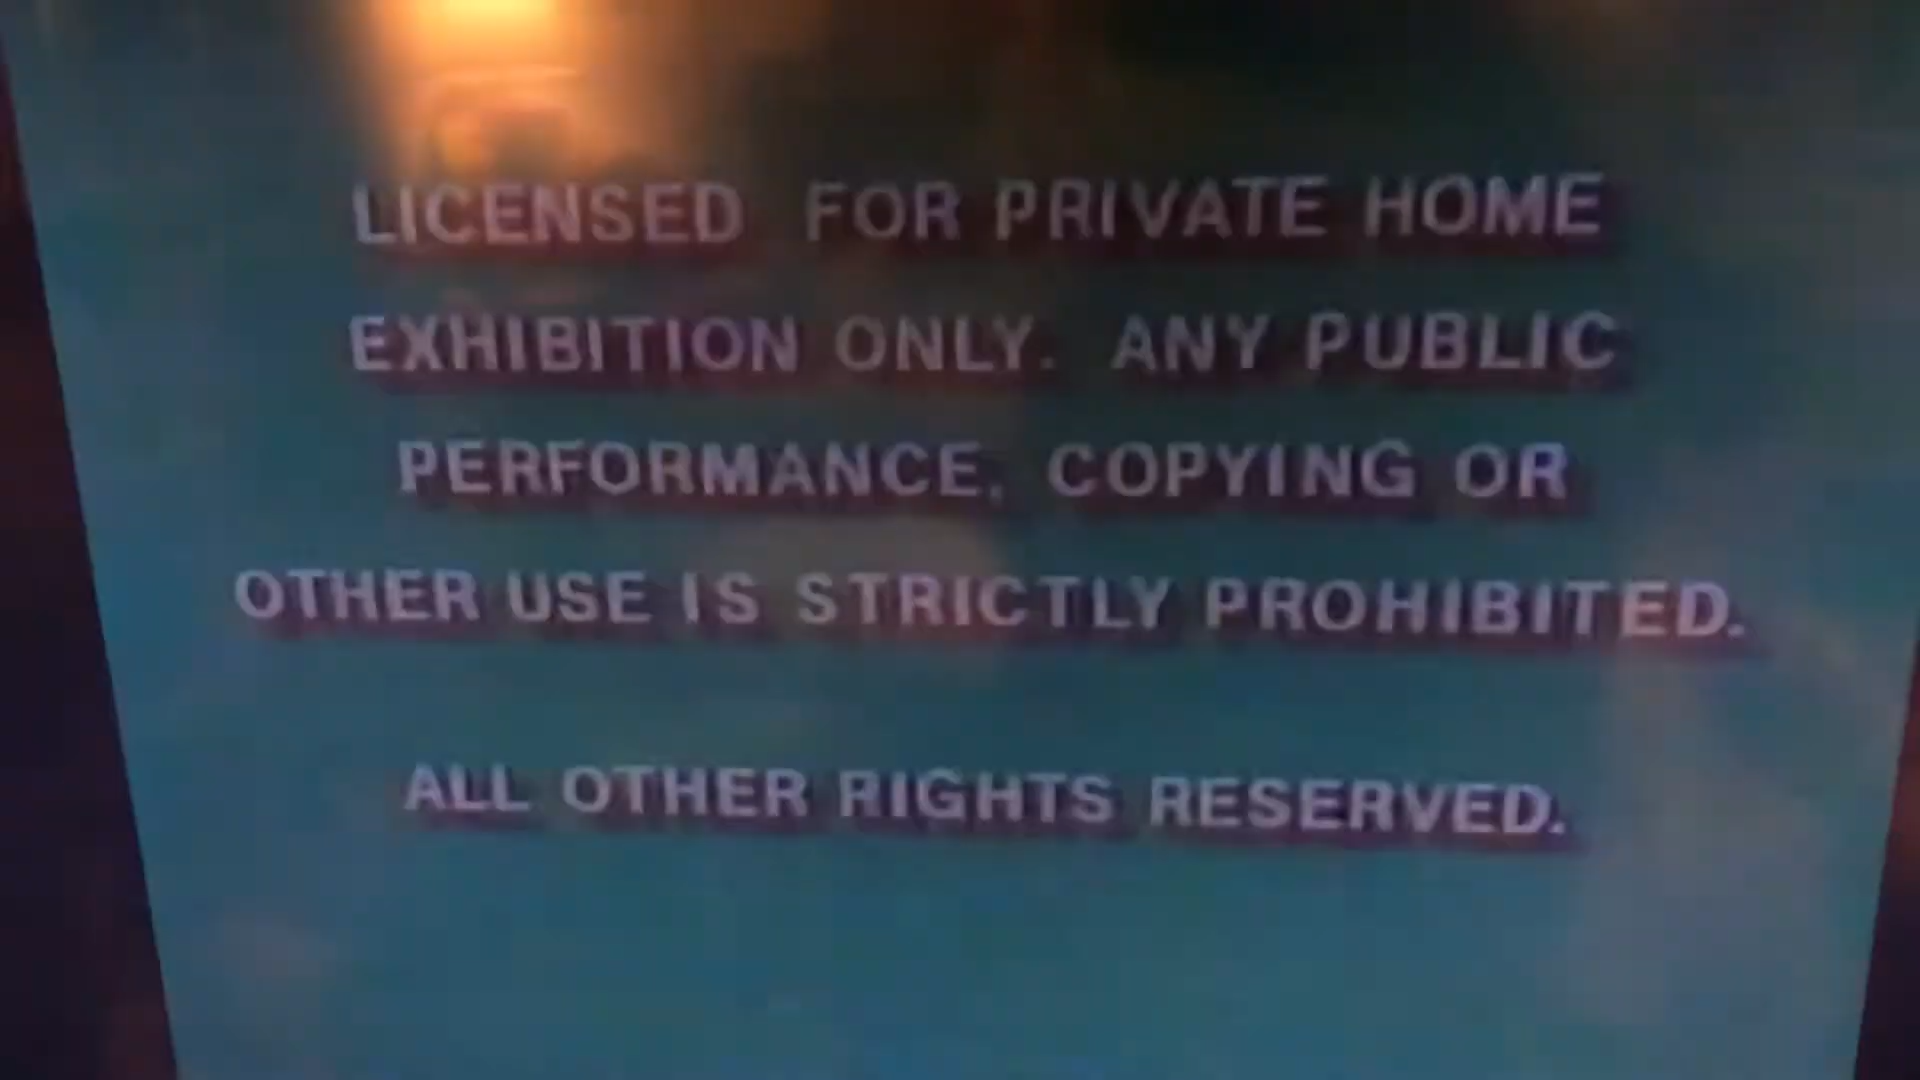 LICENSED FOR PRIVATE HOME
EXHIBITION ONLY. ANY PUBLIC
PERFORMANCE, COPYING OR
OTHER USE IS STRICTLY PROHIBITED.
ALL OTHER RIGHTS RESERVED.